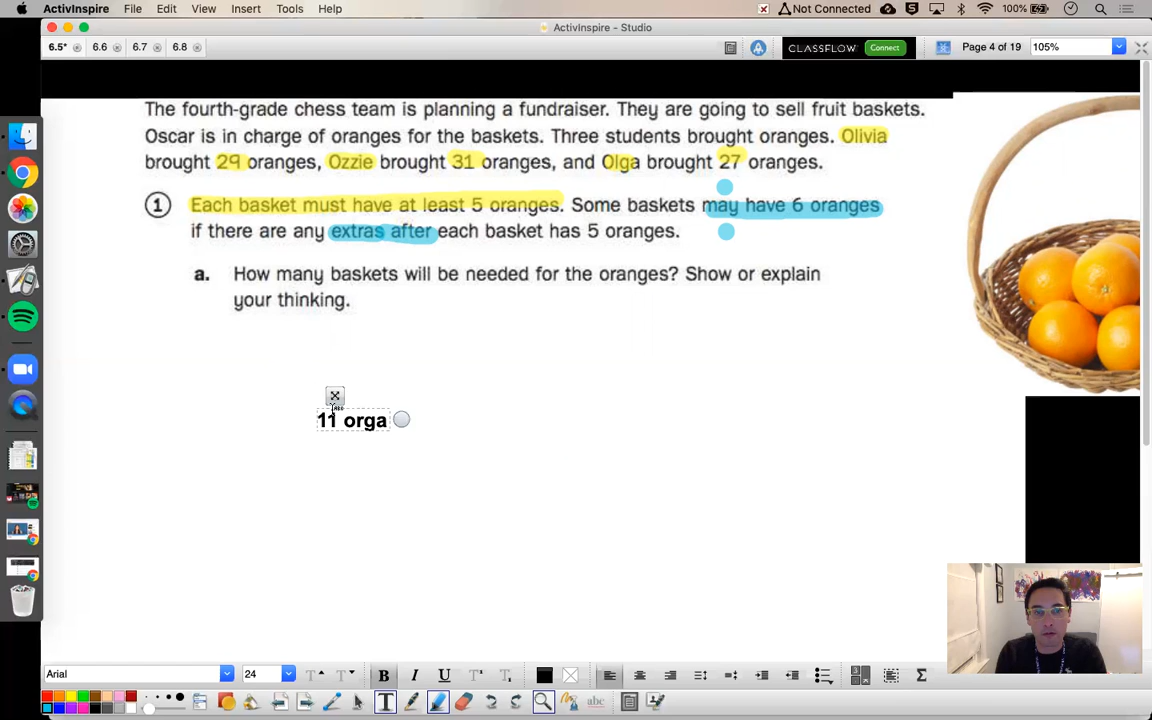 ActivInspire File Edit View Insert Tools Help Not Connected 100%
ActivInspire - Studio
6.5* 6.6 6.7 6.8 CLASSFLOW Connect Page 4 of 19 105%
The fourth-grade chess team is planning a fundraiser. They are going to sell fruit baskets.
Oscar is in charge of oranges for the baskets. Three students brought oranges. Olivia
brought 29 oranges, Ozzie brought 31 oranges, and Olga brought 27 oranges.
1 Each basket must have at least 5 oranges. Some baskets may have 6 oranges
if there are any extras after each basket has 5 oranges.
a. How many baskets will be needed for the oranges? Show or explain
your thinking.
11 orga
Arial 24 B I U
T abc